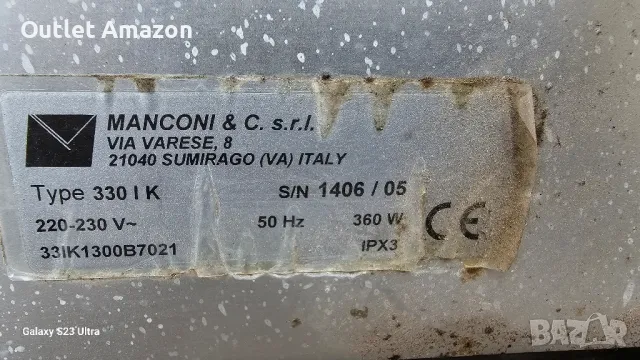 Outlet Amazon
MANCONI & C. s.r.l.
VIA VARESE, 8
21040 SUMIRAGO (VA) ITALY
Type 330 I K S/N 1406 / 05
220-230 V~ 50 Hz 360 W
33IK1300B7021 IPX3
CE
Galaxy S23 Ultra
BAZAR